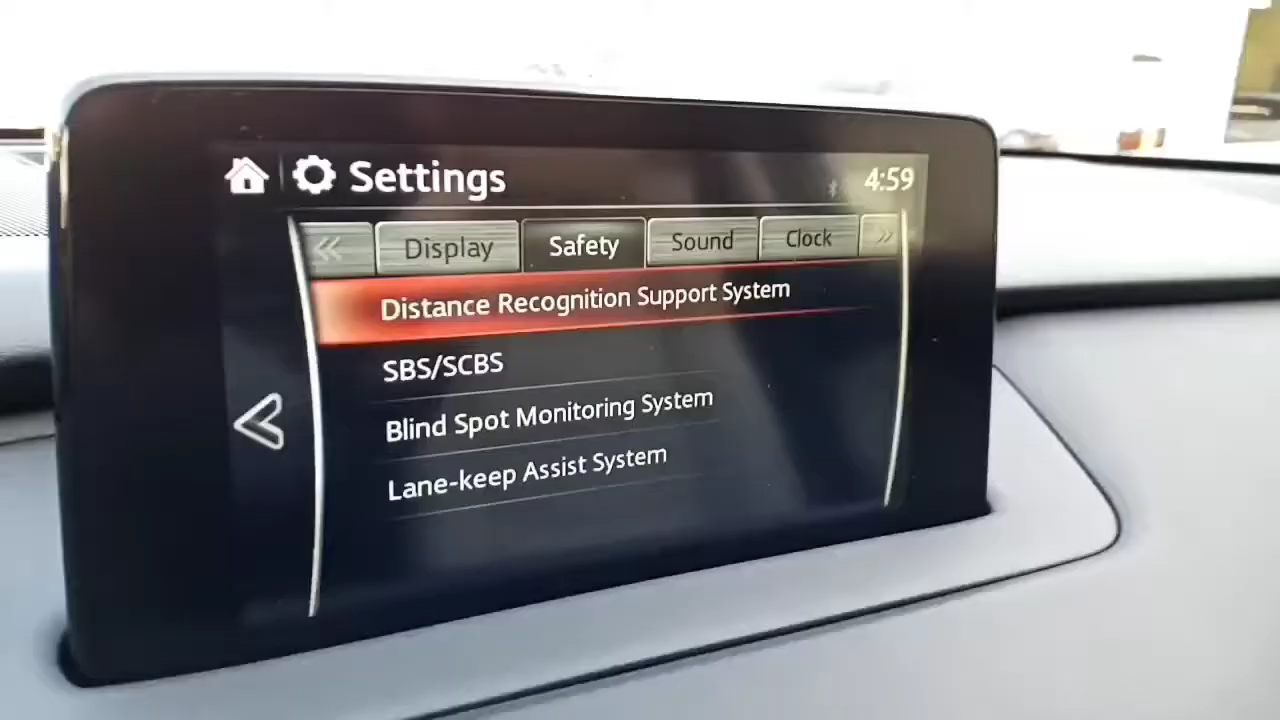 Settings
4:59
Display
Safety
Sound
Clock
Distance Recognition Support System
SBS/SCBS
Blind Spot Monitoring System
Lane-keep Assist System